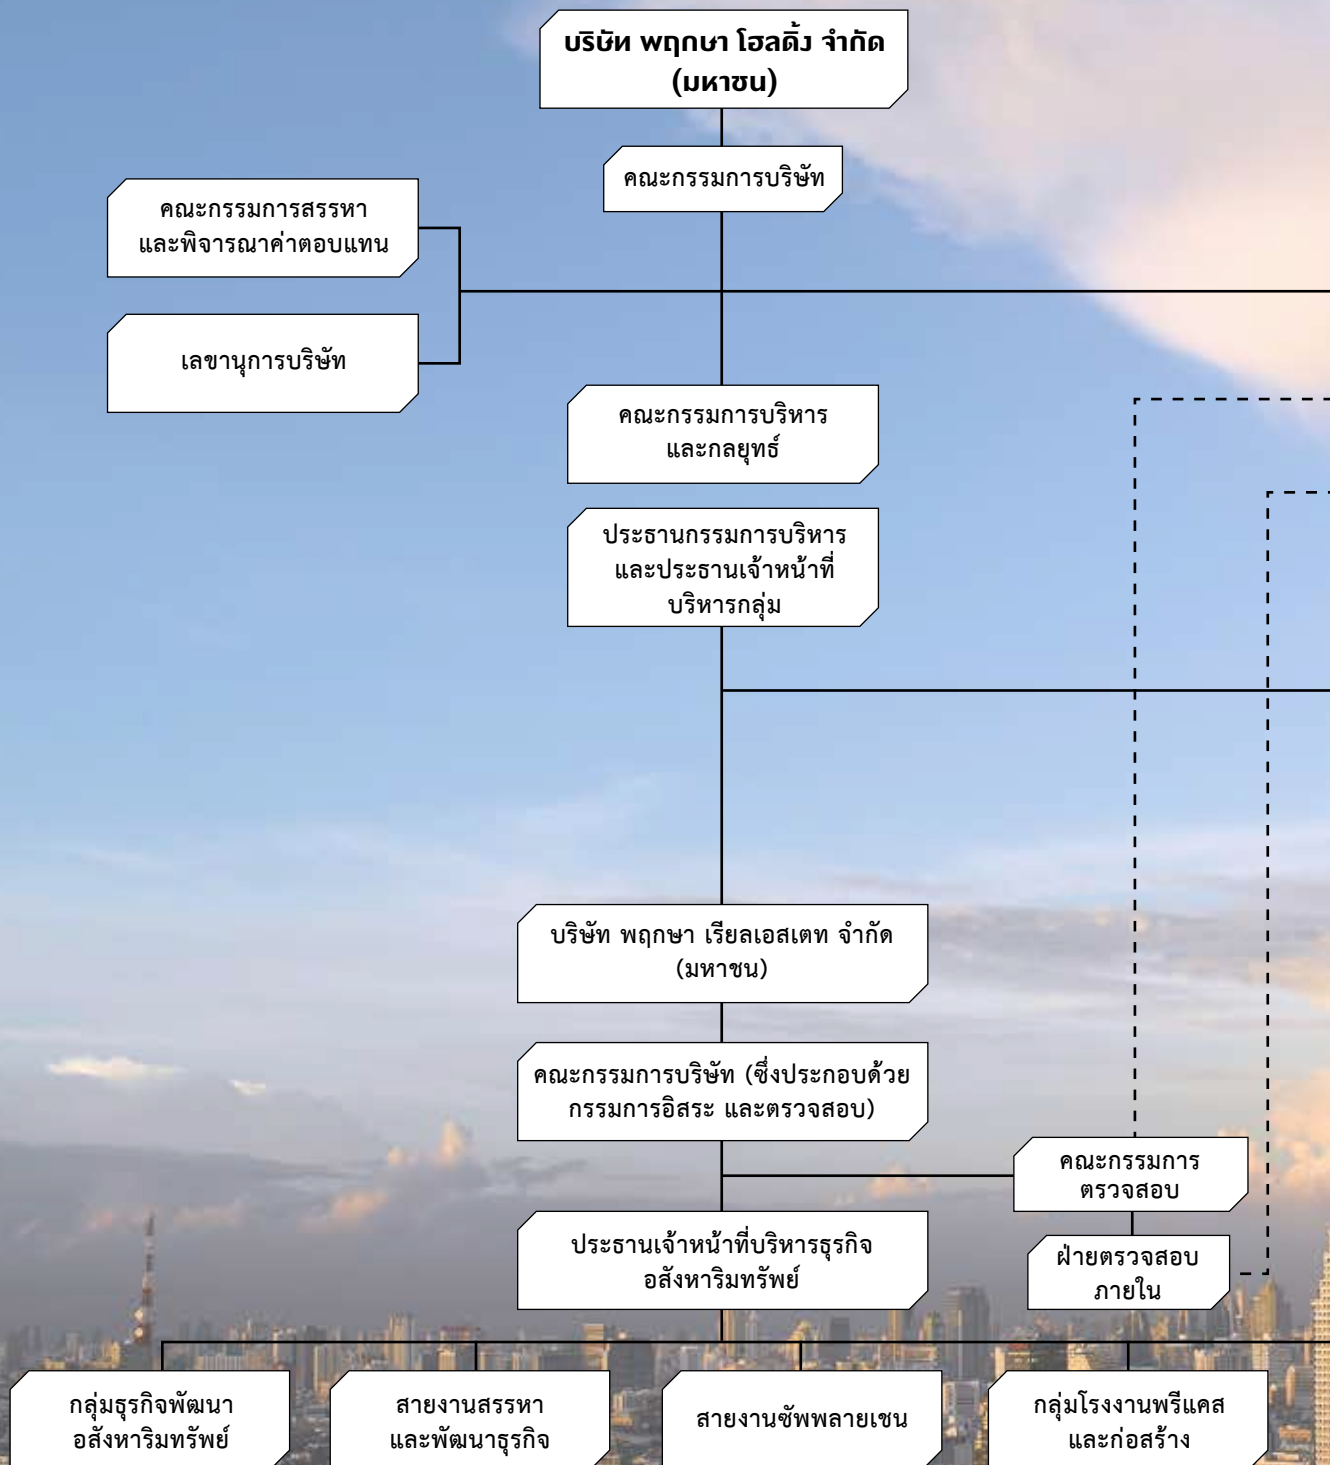 บริษัท พฤกษา โฮลดิ้ง จำกัด
(มหาชน)
คณะกรรมการบริษัท
คณะกรรมการสรรหา
และพิจารณาค่าตอบแทน
เลขานุการบริษัท
คณะกรรมการบริหาร
และกลยุทธ์
ประธานกรรมการบริหาร
และประธานเจ้าหน้าที่
บริหารกลุ่ม
บริษัท พฤกษา เรียลเอสเตท จำกัด
(มหาชน)
คณะกรรมการบริษัท (ซึ่งประกอบด้วย
กรรมการอิสระ และตรวจสอบ)
คณะกรรมการ
ตรวจสอบ
ประธานเจ้าหน้าที่บริหารธุรกิจ
อสังหาริมทรัพย์
ฝ่ายตรวจสอบ
ภายใน
กลุ่มธุรกิจพัฒนา
อสังหาริมทรัพย์
สายงานสรรหา
และพัฒนาธุรกิจ
สายงานซัพพลายเชน
กลุ่มโรงงานพรีแคส
และก่อสร้าง